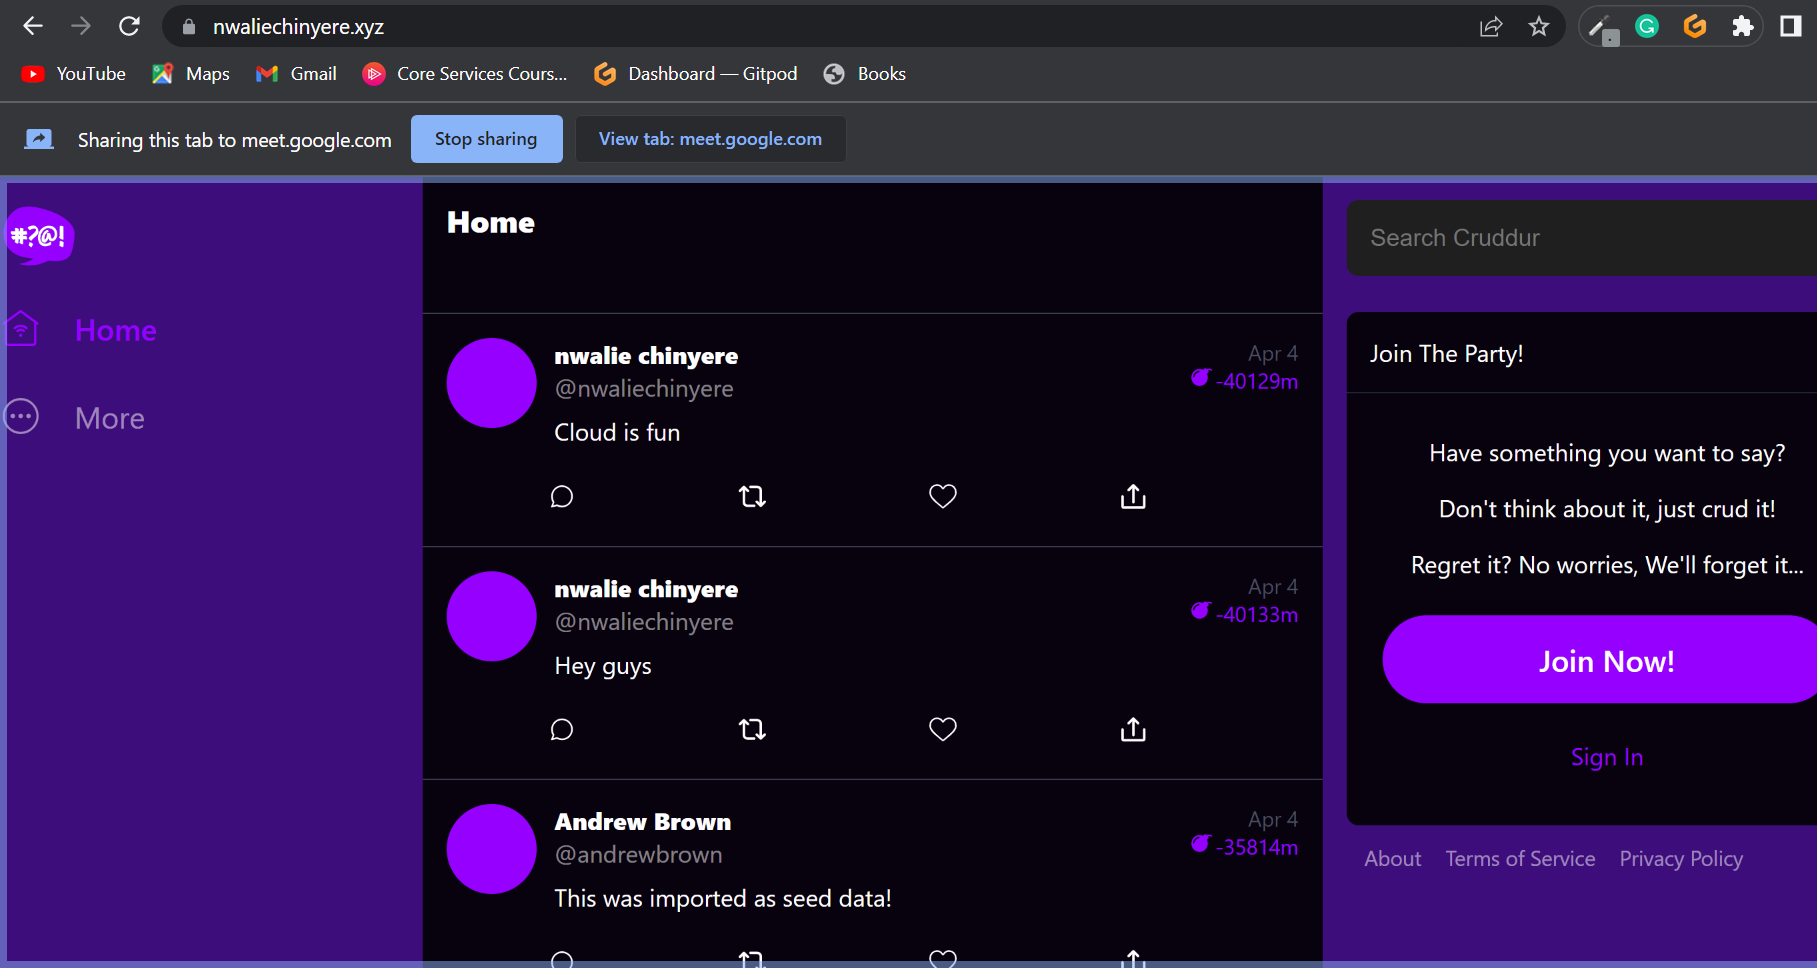 nwaliechinyere.xyz
YouTube Maps Gmail Core Services Cours... Dashboard — Gitpod Books
Sharing this tab to meet.google.com Stop sharing View tab: meet.google.com
#?@!
Home
More
Home
nwalie chinyere Apr 4
@nwaliechinyere -40129m
Cloud is fun
nwalie chinyere Apr 4
@nwaliechinyere -40133m
Hey guys
Andrew Brown Apr 4
@andrewbrown -35814m
This was imported as seed data!
Search Cruddur
Join The Party!
Have something you want to say?
Don't think about it, just crud it!
Regret it? No worries, We'll forget it...
Join Now!
Sign In
About Terms of Service Privacy Policy